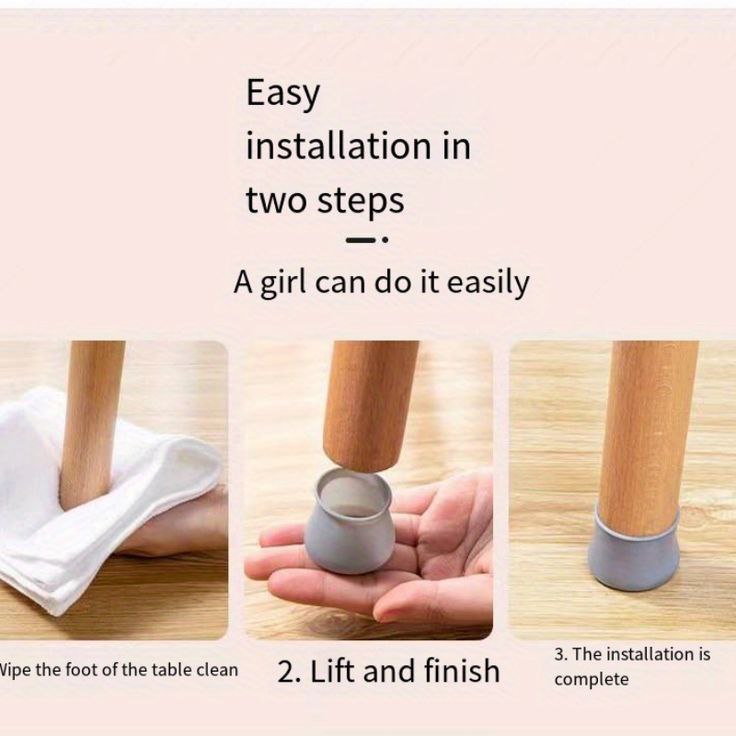 Easy
installation in
two steps
A girl can do it easily
Wipe the foot of the table clean
2. Lift and finish
3. The installation is
complete